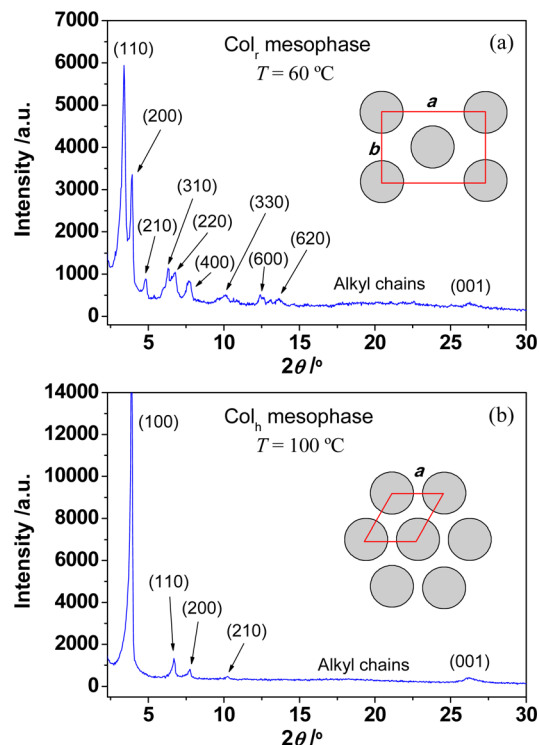 7000
6000
5000
4000
3000
2000
1000
0
Intensity /a.u.
(110)
Col_r mesophase
(a)
T = 60 ºC
(200)
a
b
(210)
(310)
(220)
(400)
(330)
(600)
(620)
Alkyl chains
(001)
5 10 15 20 25 30
2θ /º
14000
12000
10000
8000
6000
4000
2000
0
Intensity /a.u.
(100)
Col_h mesophase
(b)
T = 100 ºC
a
(110)
(200)
(210)
Alkyl chains
(001)
5 10 15 20 25 30
2θ /º